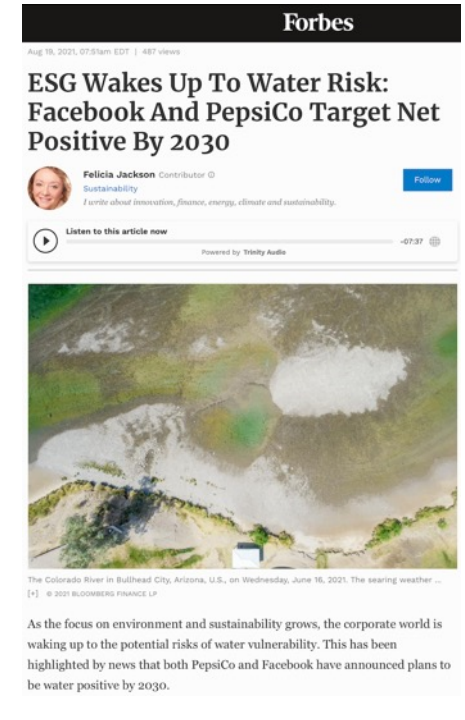 Forbes
Aug 19, 2021, 07:51am EDT | 487 views
ESG Wakes Up To Water Risk:
Facebook And PepsiCo Target Net
Positive By 2030
Felicia Jackson Contributor
Follow
Sustainability
I write about innovation, finance, energy, climate and sustainability.
Listen to this article now
-07:37
Powered by Trinity Audio
The Colorado River in Bullhead City, Arizona, U.S., on Wednesday, June 16, 2021. The searing weather ...
[+] © 2021 BLOOMBERG FINANCE LP
As the focus on environment and sustainability grows, the corporate world is
waking up to the potential risks of water vulnerability. This has been
highlighted by news that both PepsiCo and Facebook have announced plans to
be water positive by 2030.